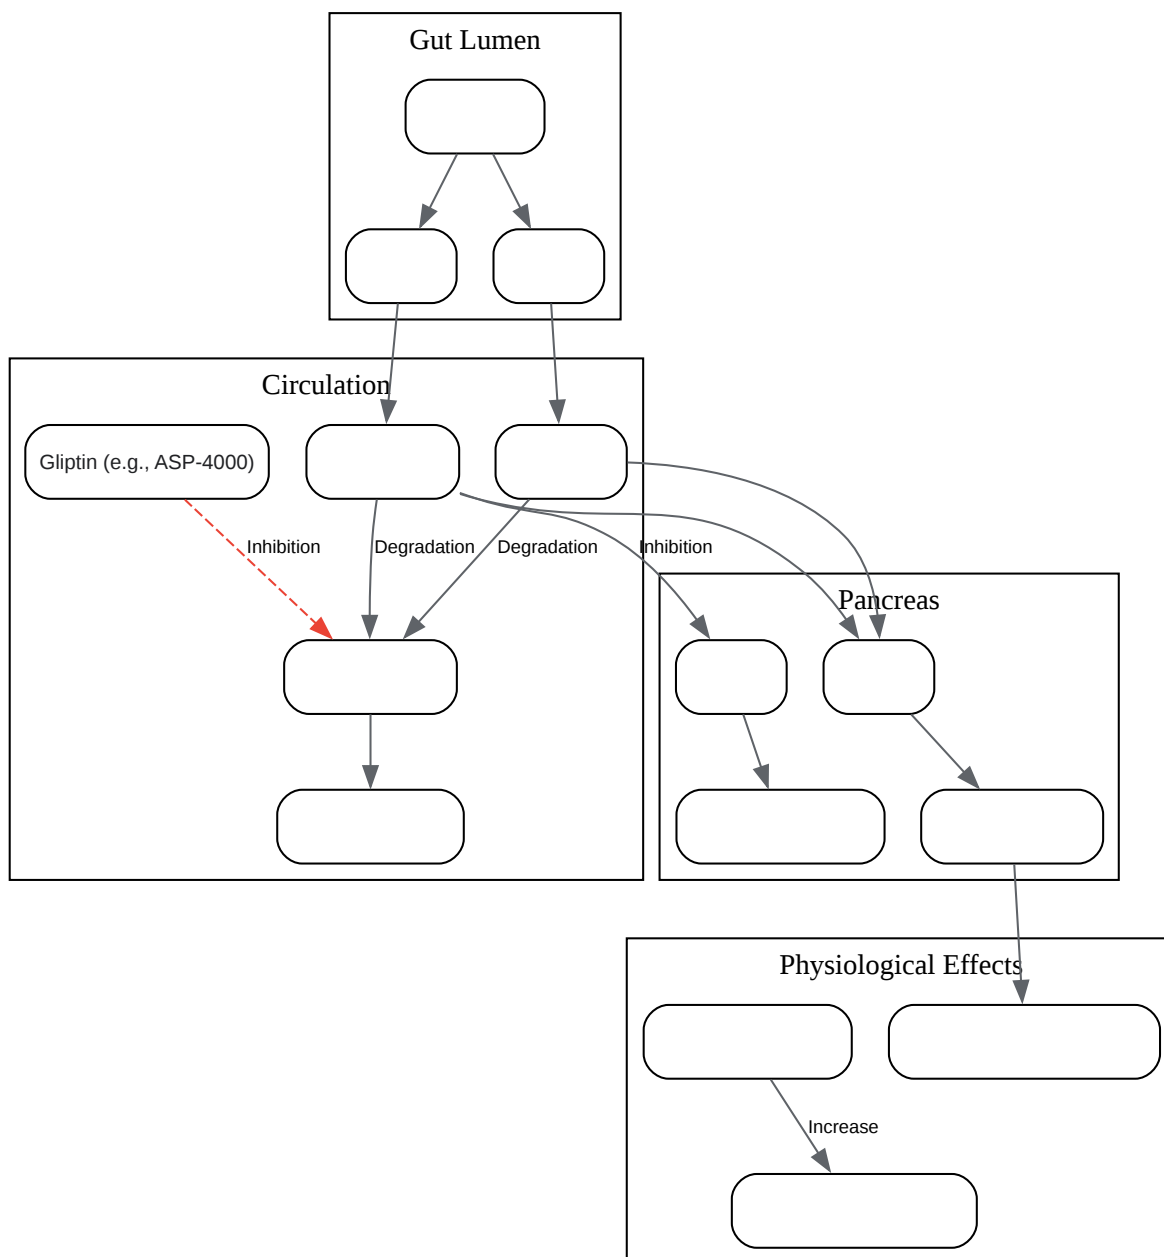 Gut Lumen
Circulation
Gliptin (e.g., ASP-4000)
Inhibition
Degradation
Degradation
Inhibition
Pancreas
Physiological Effects
Increase